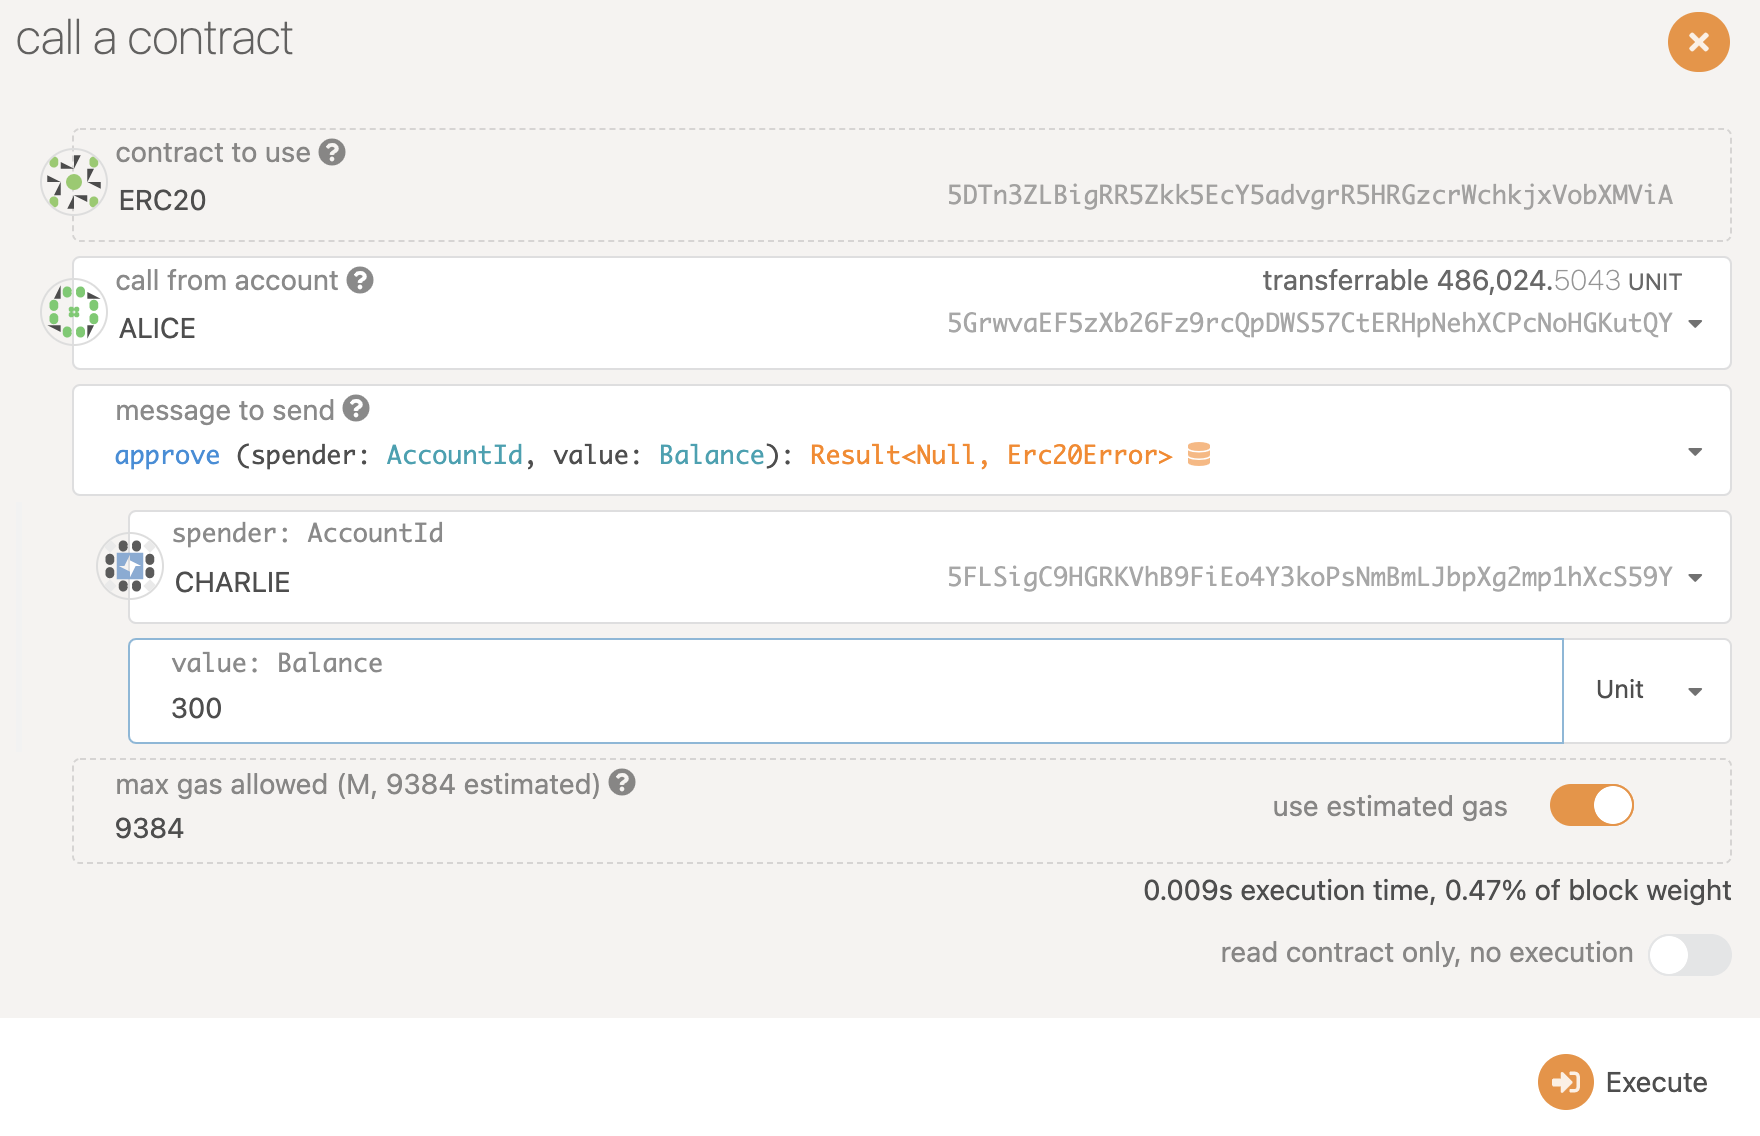 call a contract
contract to use
ERC20
5DTn3ZLBigRR5Zkk5EcY5advgrR5HRGzcrWchkjxVobXMViA
call from account
transferrable 486,024.5043 UNIT
ALICE
5GrwvaEF5zXb26Fz9rcQpDWS57CtERHpNehXCPcNoHGKutQY
message to send
approve (spender: AccountId, value: Balance): Result<Null, Erc20Error>
spender: AccountId
CHARLIE
5FLSigC9HGRKVhB9FiEo4Y3koPsNmBmLJbpXg2mp1hXcS59Y
value: Balance
300
Unit
max gas allowed (M, 9384 estimated)
9384
use estimated gas
0.009s execution time, 0.47% of block weight
read contract only, no execution
Execute